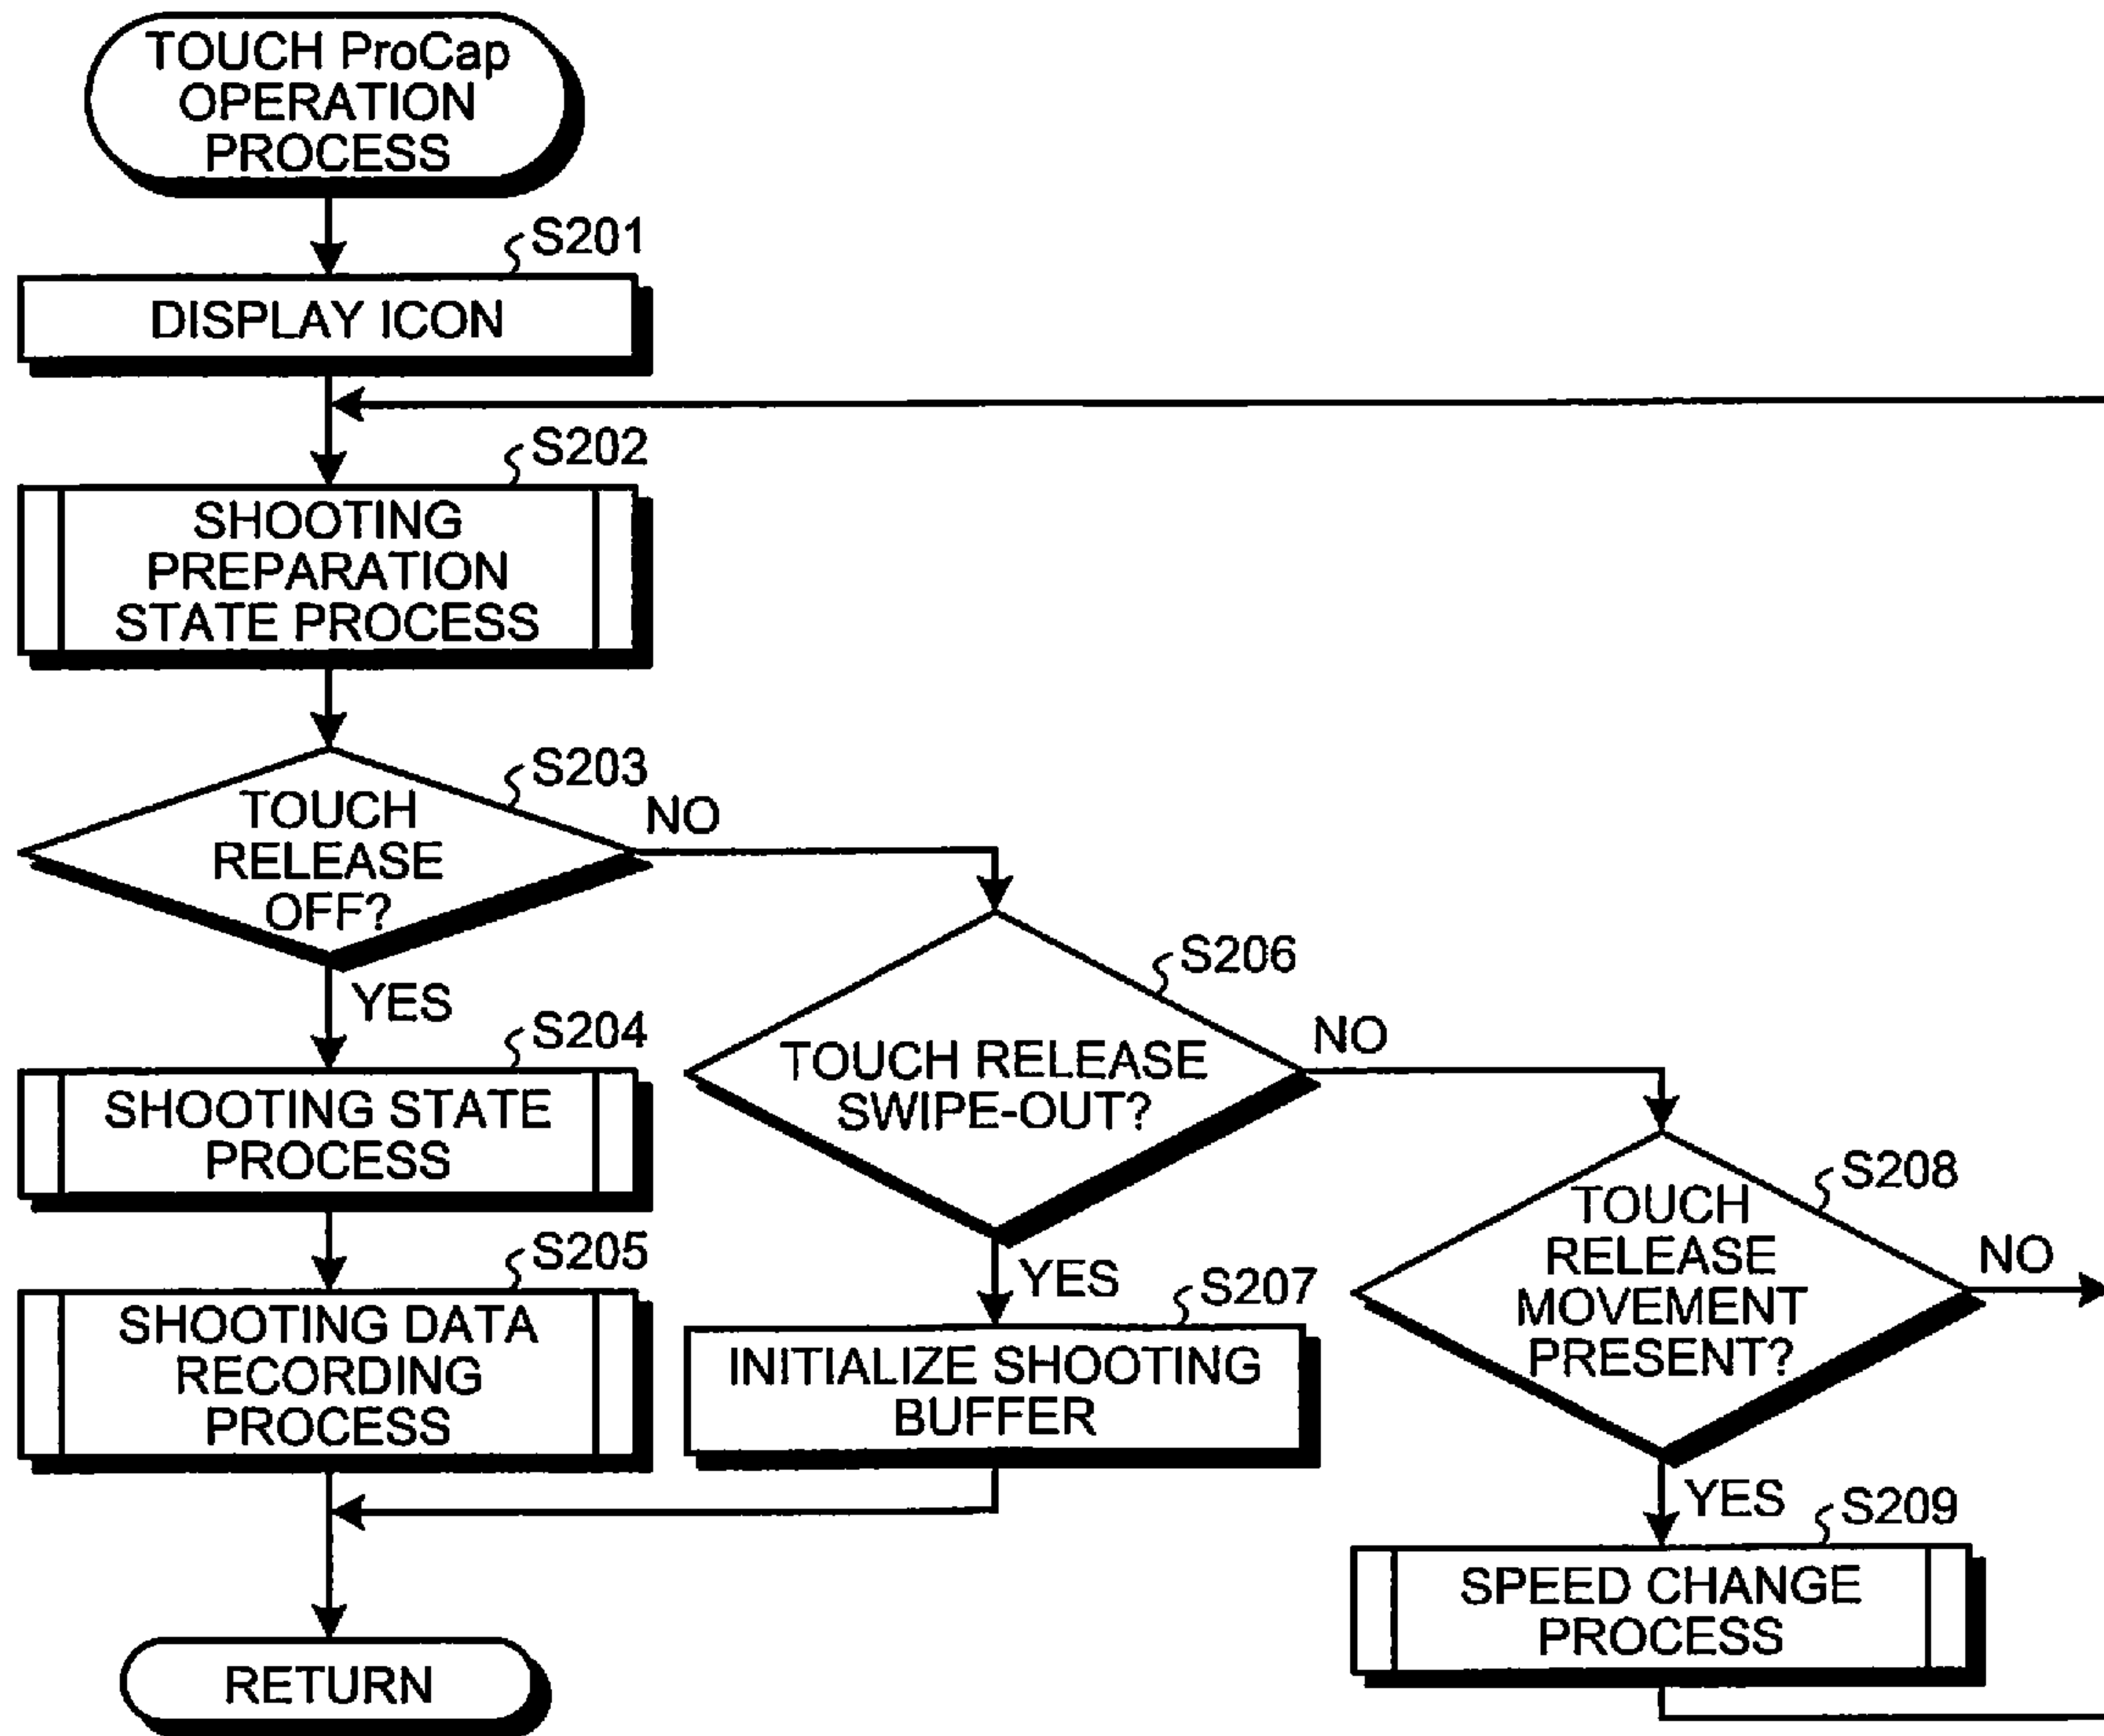 TOUCH ProCap
OPERATION
PROCESS
S201
DISPLAY ICON
S202
SHOOTING
PREPARATION
STATE PROCESS
S203
TOUCH
RELEASE
OFF?
NO
YES
S204
SHOOTING STATE
PROCESS
S205
SHOOTING DATA
RECORDING
PROCESS
RETURN
S206
TOUCH RELEASE
SWIPE-OUT?
NO
YES
S207
INITIALIZE SHOOTING
BUFFER
S208
TOUCH
RELEASE
MOVEMENT
PRESENT?
NO
YES
S209
SPEED CHANGE
PROCESS